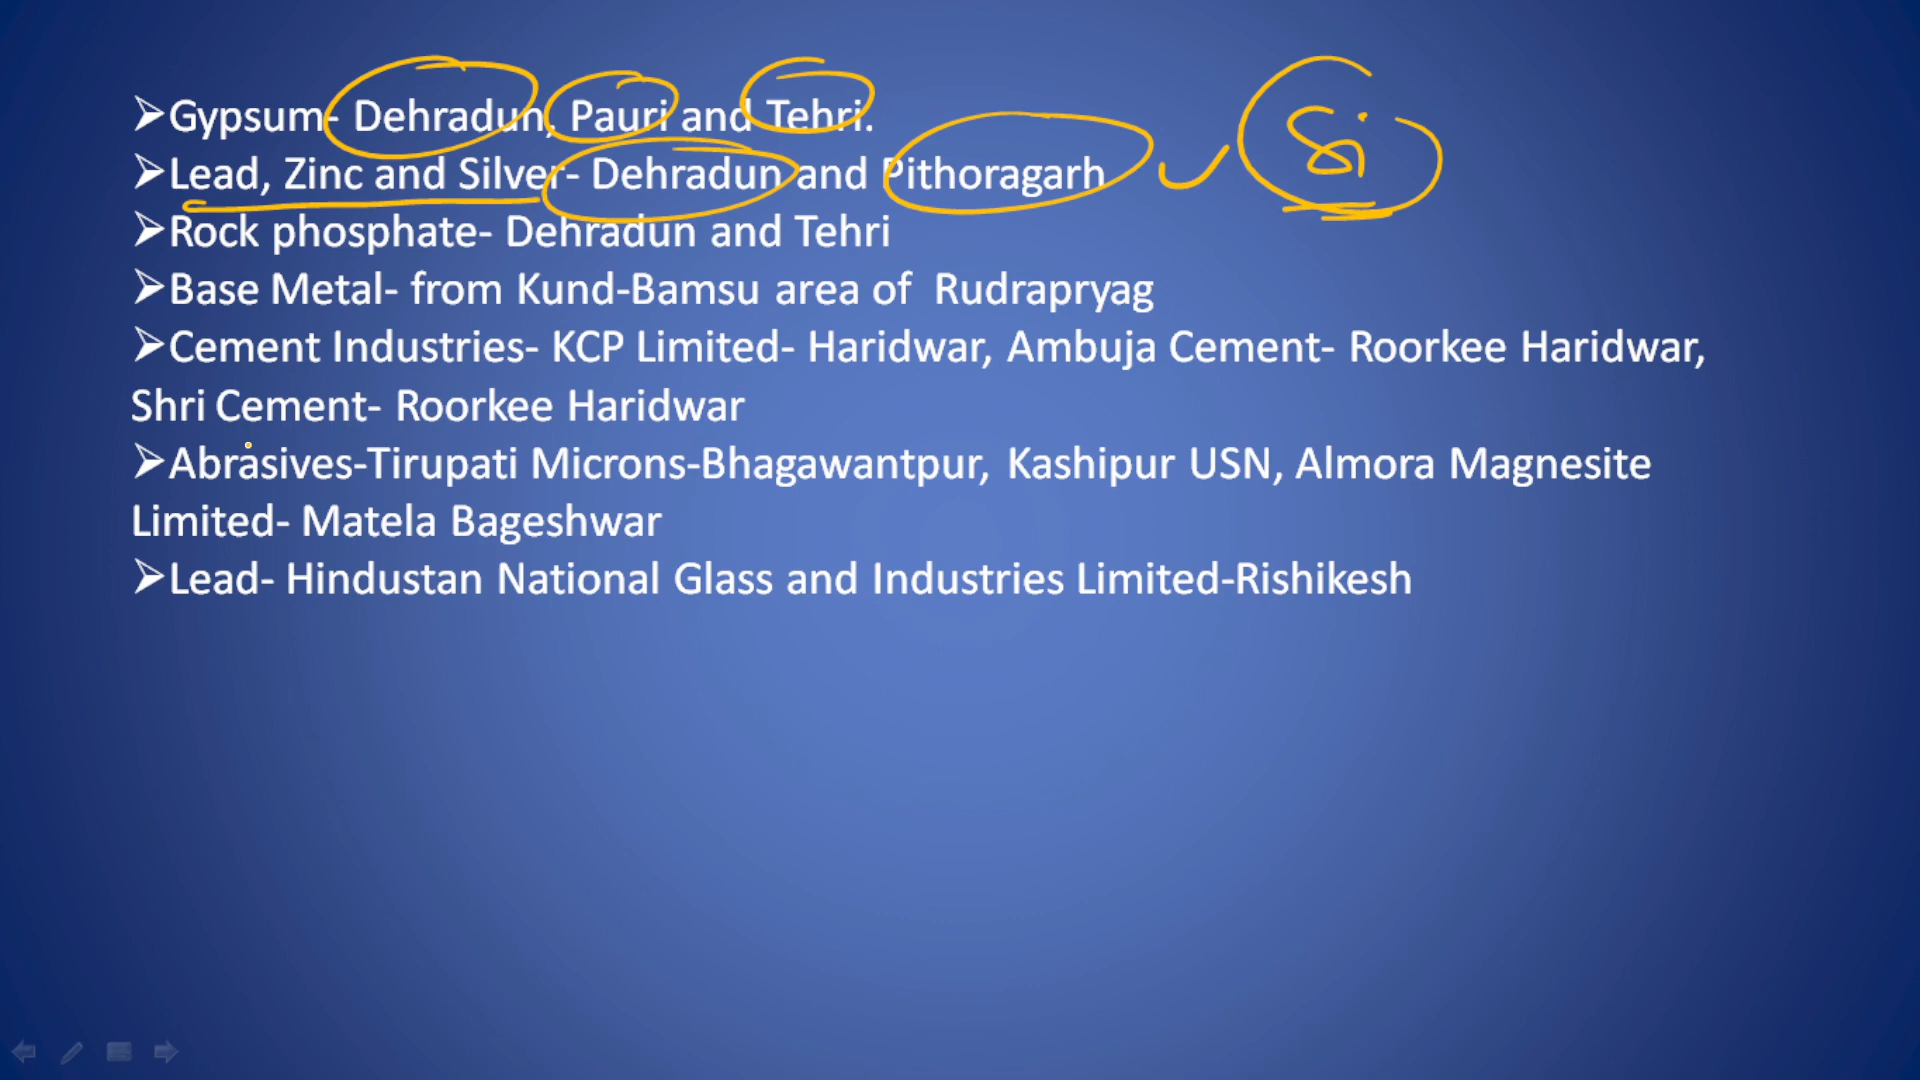 ➢Gypsum- Dehradun, Pauri and Tehri.
➢Lead, Zinc and Silver- Dehradun and Pithoragarh
Si
➢Rock phosphate- Dehradun and Tehri
➢Base Metal- from Kund-Bamsu area of Rudrapryag
➢Cement Industries- KCP Limited- Haridwar, Ambuja Cement- Roorkee Haridwar,
Shri Cement- Roorkee Haridwar
➢Abrasives-Tirupati Microns-Bhagawantpur, Kashipur USN, Almora Magnesite
Limited- Matela Bageshwar
➢Lead- Hindustan National Glass and Industries Limited-Rishikesh